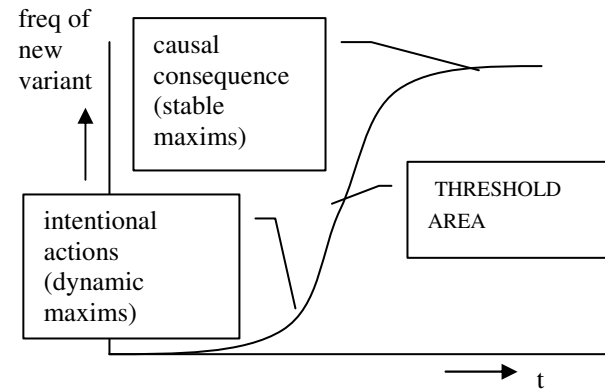 freq of
new
variant
causal
consequence
(stable
maxims)
intentional
actions
(dynamic
maxims)
THRESHOLD
AREA
t